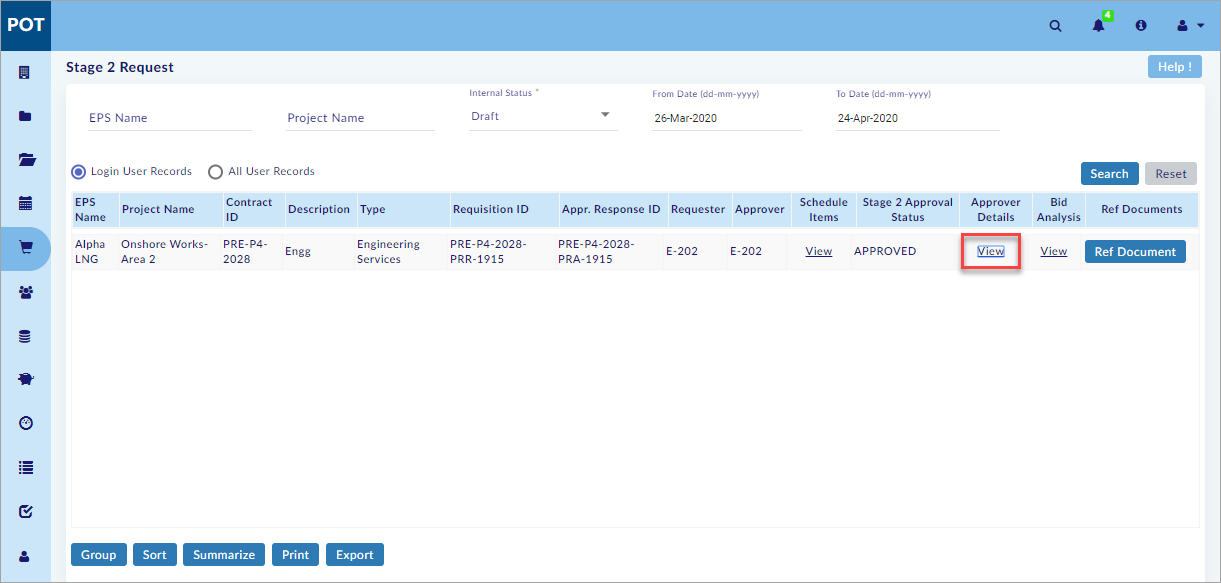 POT
4
Stage 2 Request
Help !
Internal Status *
From Date (dd-mm-yyyy)
To Date (dd-mm-yyyy)
EPS Name
Project Name
Draft
26-Mar-2020
24-Apr-2020
Login User Records
All User Records
Search
Reset
EPS Name
Project Name
Contract ID
Description
Type
Requisition ID
Appr. Response ID
Requester
Approver
Schedule Items
Stage 2 Approval Status
Approver Details
Bid Analysis
Ref Documents
Alpha LNG
Onshore Works-Area 2
PRE-P4-2028
Engg
Engineering Services
PRE-P4-2028-PRR-1915
PRE-P4-2028-PRA-1915
E-202
E-202
View
APPROVED
View
View
Ref Document
Group
Sort
Summarize
Print
Export